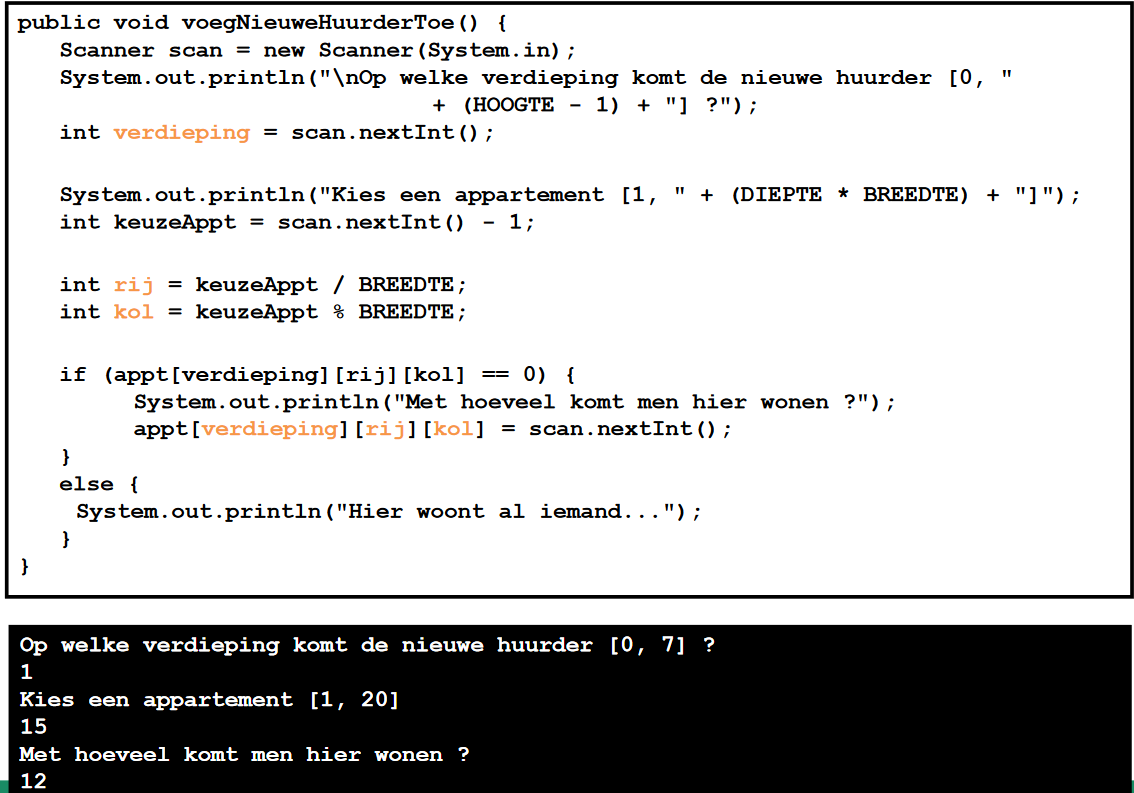 public void voegNieuweHuurderToe() {
Scanner scan = new Scanner(System.in);
System.out.println("\nOp welke verdieping komt de nieuwe huurder [0, "
+ (HOOGTE - 1) + "] ?");
int verdieping = scan.nextInt();
System.out.println("Kies een appartement [1, " + (DIEPTE * BREEDTE) + "]");
int keuzeAppt = scan.nextInt() - 1;
int rij = keuzeAppt / BREEDTE;
int kol = keuzeAppt % BREEDTE;
if (appt[verdieping][rij][kol] == 0) {
System.out.println("Met hoeveel komt men hier wonen ?");
appt[verdieping][rij][kol] = scan.nextInt();
}
else {
System.out.println("Hier woont al iemand...");
}
}
Op welke verdieping komt de nieuwe huurder [0, 7] ?
1
Kies een appartement [1, 20]
15
Met hoeveel komt men hier wonen ?
12